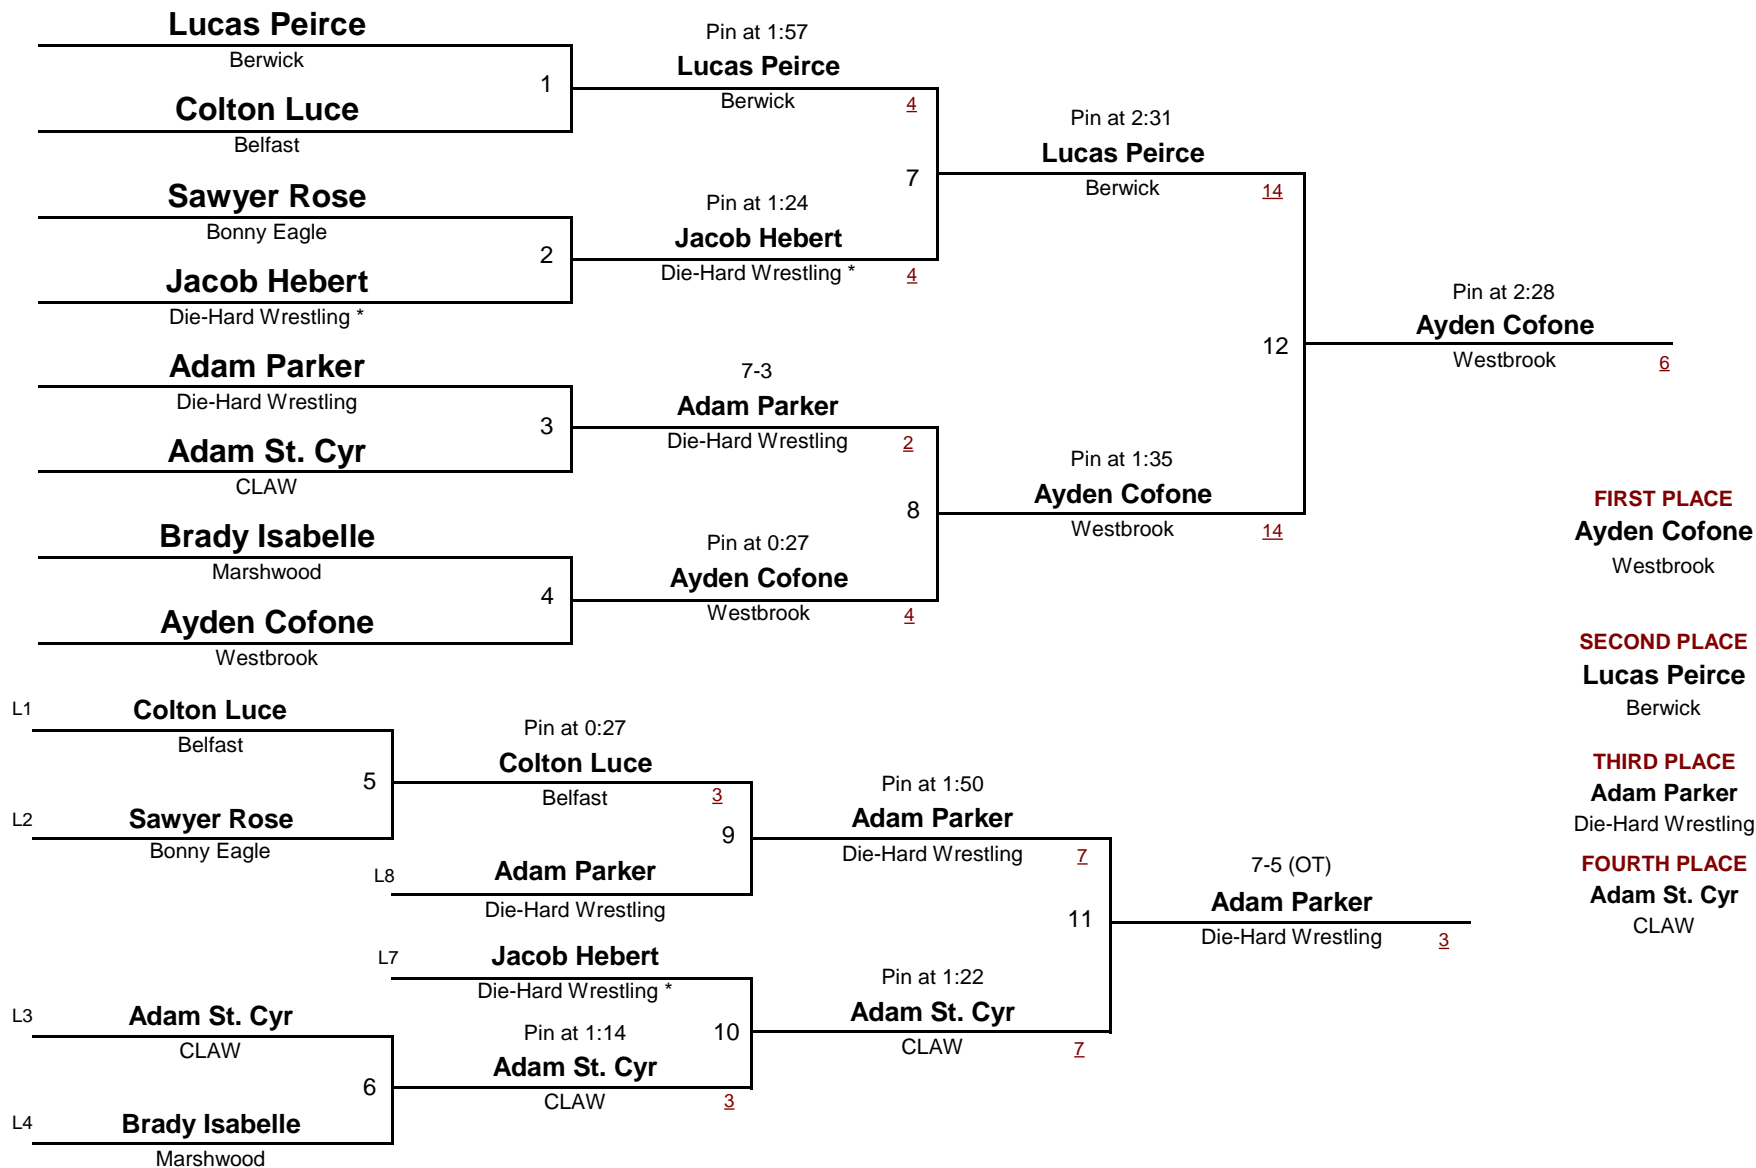 Lucas Peirce
Berwick
1
Colton Luce
Belfast
Sawyer Rose
Bonny Eagle
2
Jacob Hebert
Die-Hard Wrestling *
Adam Parker
Die-Hard Wrestling
3
Adam St. Cyr
CLAW
Brady Isabelle
Marshwood
4
Ayden Cofone
Westbrook
Pin at 1:57
Lucas Peirce
Berwick 4
7
Pin at 1:24
Jacob Hebert
Die-Hard Wrestling * 4
7-3
Adam Parker
Die-Hard Wrestling 2
8
Pin at 0:27
Ayden Cofone
Westbrook 4
Pin at 2:31
Lucas Peirce
Berwick 14
12
Pin at 1:35
Ayden Cofone
Westbrook 14
Pin at 2:28
Ayden Cofone
Westbrook 6
FIRST PLACE
Ayden Cofone
Westbrook
SECOND PLACE
Lucas Peirce
Berwick
THIRD PLACE
Adam Parker
Die-Hard Wrestling
FOURTH PLACE
Adam St. Cyr
CLAW
L1 Colton Luce
Belfast
5
L2 Sawyer Rose
Bonny Eagle
Pin at 0:27
Colton Luce
Belfast 3
9
L8 Adam Parker
Die-Hard Wrestling
L7 Jacob Hebert
Die-Hard Wrestling *
L3 Adam St. Cyr
CLAW
6
L4 Brady Isabelle
Marshwood
Pin at 1:14
10
Adam St. Cyr
CLAW 3
Pin at 1:50
Adam Parker
Die-Hard Wrestling 7
11
Pin at 1:22
Adam St. Cyr
CLAW 7
7-5 (OT)
Adam Parker
Die-Hard Wrestling 3